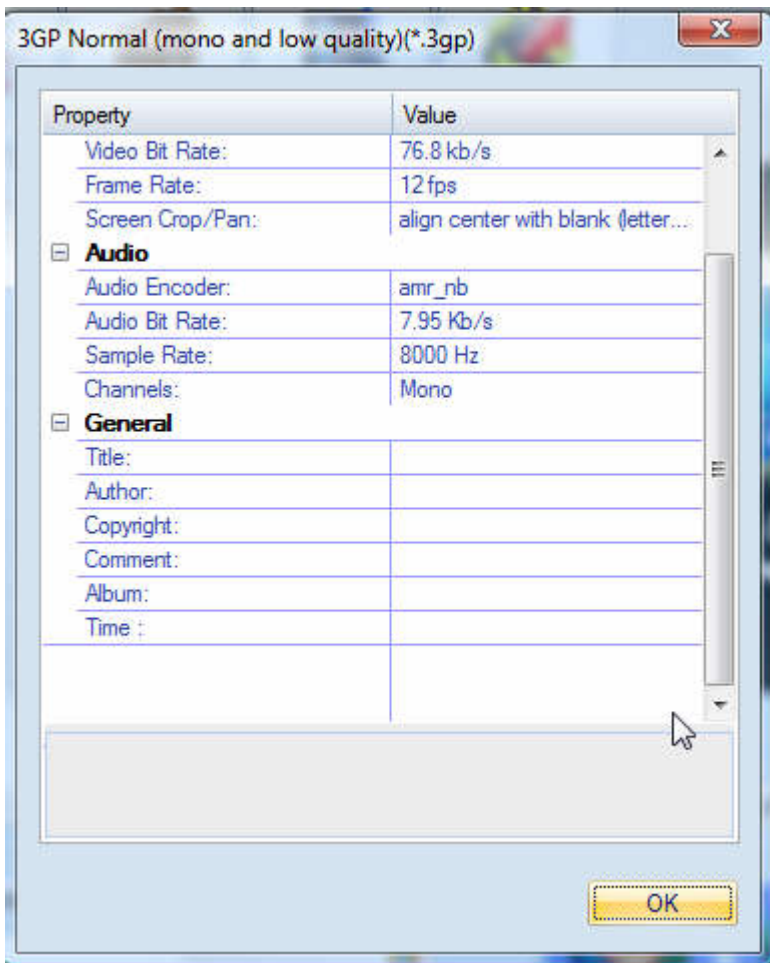 3GP Normal (mono and low quality)(*.3gp)
Property Value
Video Bit Rate: 76.8 kb/s
Frame Rate: 12 fps
Screen Crop/Pan: align center with blank (letter...
Audio
Audio Encoder: amr_nb
Audio Bit Rate: 7.95 Kb/s
Sample Rate: 8000 Hz
Channels: Mono
General
Title:
Author:
Copyright:
Comment:
Album:
Time :
OK